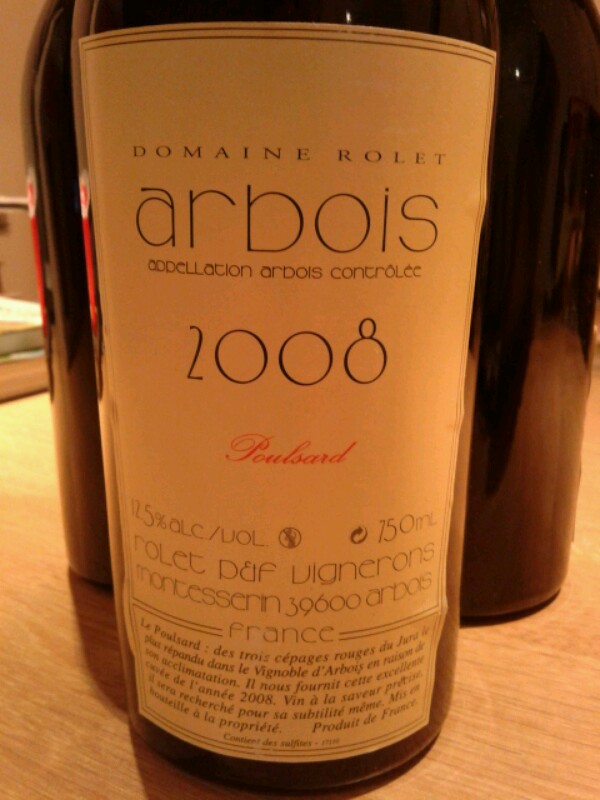 DOMAINE ROLET
arbois
appellation arbois contrôlée
2008
Poulsard
12.5% alc/vol. 750 mL
rolet p&f vignerons
montesserin 39600 arbois
france
Le Poulsard : des trois cépages rouges du Jura le
plus répandu dans le Vignoble d'Arbois en raison de
son acclimatation. Il nous fournit cette excellente
cuvée de l'année 2008. Vin à la saveur précise,
il sera recherché pour sa subtilité même. Mis en
bouteille à la propriété. Produit de France.
Contient des sulfites -